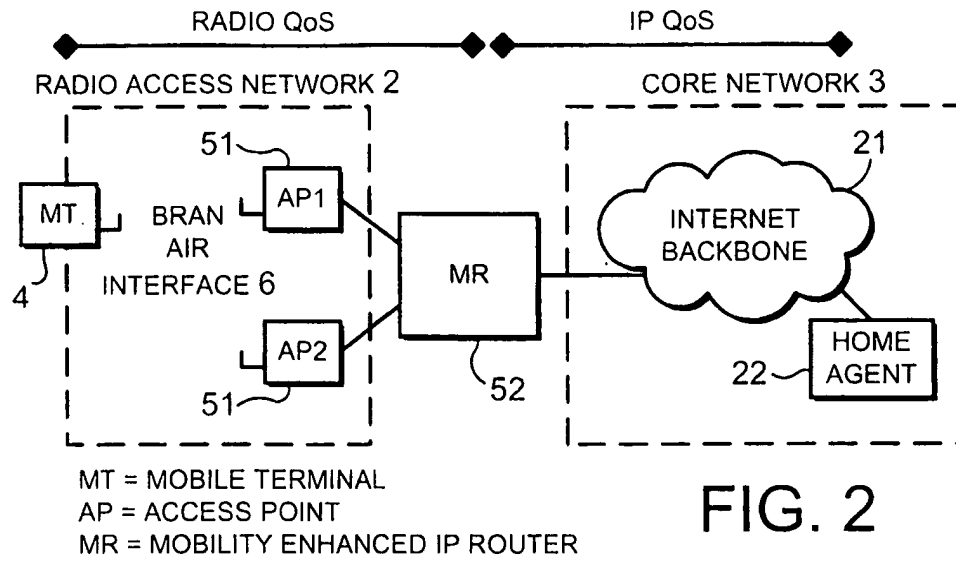 RADIO QoS
IP QoS
RADIO ACCESS NETWORK 2
CORE NETWORK 3
51
21
MT
AP1
BRAN
AIR
INTERFACE 6
INTERNET
BACKBONE
MR
4
AP2
HOME
AGENT
22
51
52
MT = MOBILE TERMINAL
AP = ACCESS POINT
MR = MOBILITY ENHANCED IP ROUTER
FIG. 2